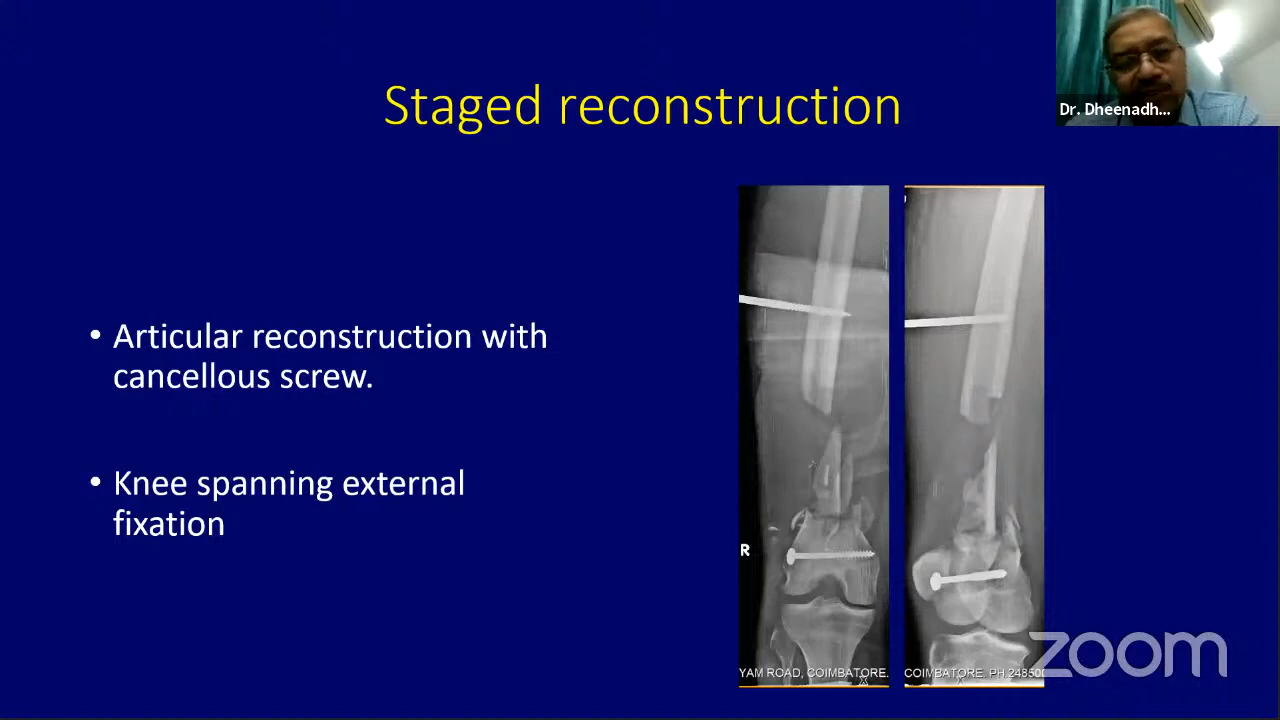 Staged reconstruction
Dr. Dheenadh...
• Articular reconstruction with
cancellous screw.
• Knee spanning external
fixation
R
YAM ROAD, COIMBATORE.
COIMBATORE. PH.24850
zoom